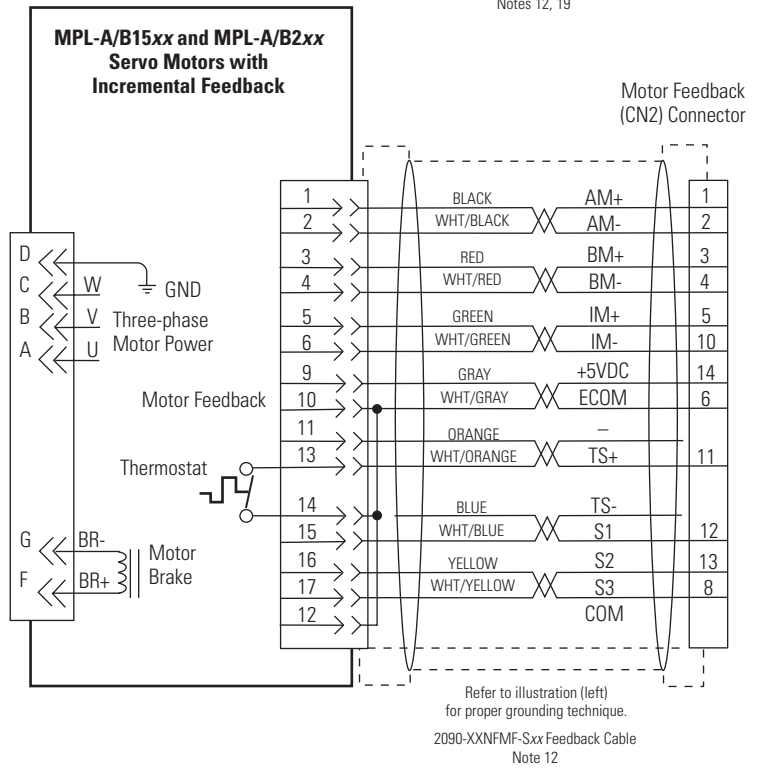 Notes 12, 19
MPL-A/B15xx and MPL-A/B2xx
Servo Motors with
Incremental Feedback
Motor Feedback
(CN2) Connector
1 BLACK AM+ 1
2 WHT/BLACK AM- 2
3 RED BM+ 3
4 WHT/RED BM- 4
5 GREEN IM+ 5
6 WHT/GREEN IM- 10
9 GRAY +5VDC 14
10 WHT/GRAY ECOM 6
11 ORANGE –
13 WHT/ORANGE TS+ 11
14 BLUE TS-
15 WHT/BLUE S1 12
16 YELLOW S2 13
17 WHT/YELLOW S3 8
12 COM
D
C W GND
B V Three-phase
A U Motor Power
Motor Feedback
Thermostat
G BR- Motor
F BR+ Brake
Refer to illustration (left)
for proper grounding technique.
2090-XXNFMF-Sxx Feedback Cable
Note 12